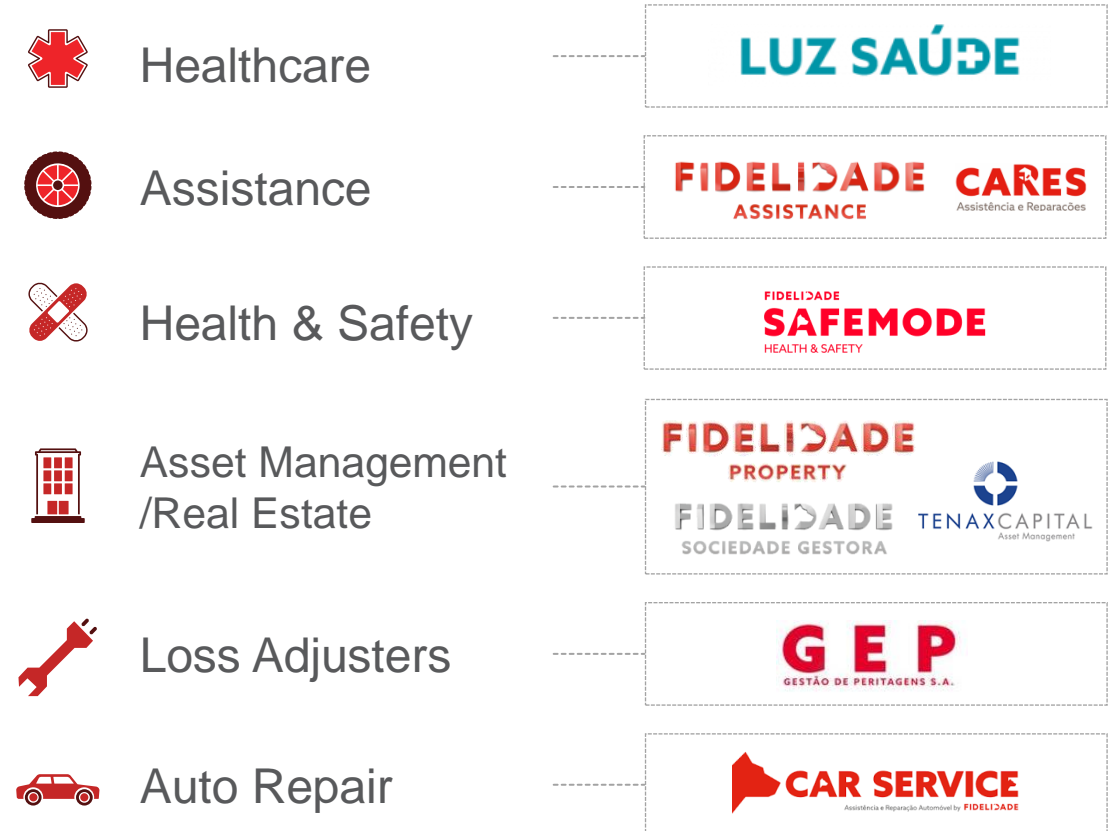 Healthcare
LUZ SAÚDE
Assistance
FIDELIDADE
ASSISTANCE
CARES
Assistência e Reparações
Health & Safety
FIDELIDADE
SAFEMODE
HEALTH & SAFETY
Asset Management
/Real Estate
FIDELIDADE
PROPERTY
FIDELIDADE
SOCIEDADE GESTORA
TENAXCAPITAL
Asset Management
Loss Adjusters
GEP
GESTÃO DE PERITAGENS S.A.
Auto Repair
CAR SERVICE
Assistência e Reparação Automóvel by FIDELIDADE